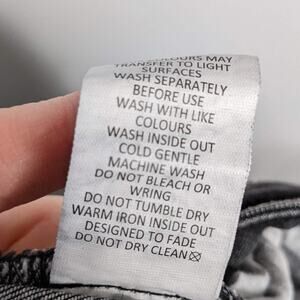 COLOURS MAY
TRANSFER TO LIGHT
SURFACES
WASH SEPARATELY
BEFORE USE
WASH WITH LIKE
COLOURS
WASH INSIDE OUT
COLD GENTLE
MACHINE WASH
DO NOT BLEACH OR
WRING
DO NOT TUMBLE DRY
WARM IRON INSIDE OUT
DESIGNED TO FADE
DO NOT DRY CLEAN